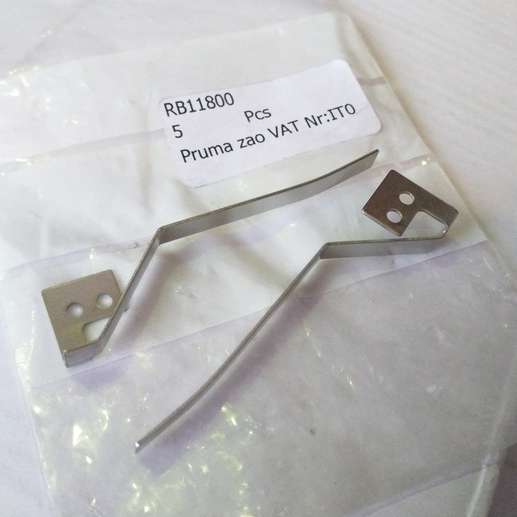 RB11800
5 Pcs
Pruma zao VAT Nr:IT0